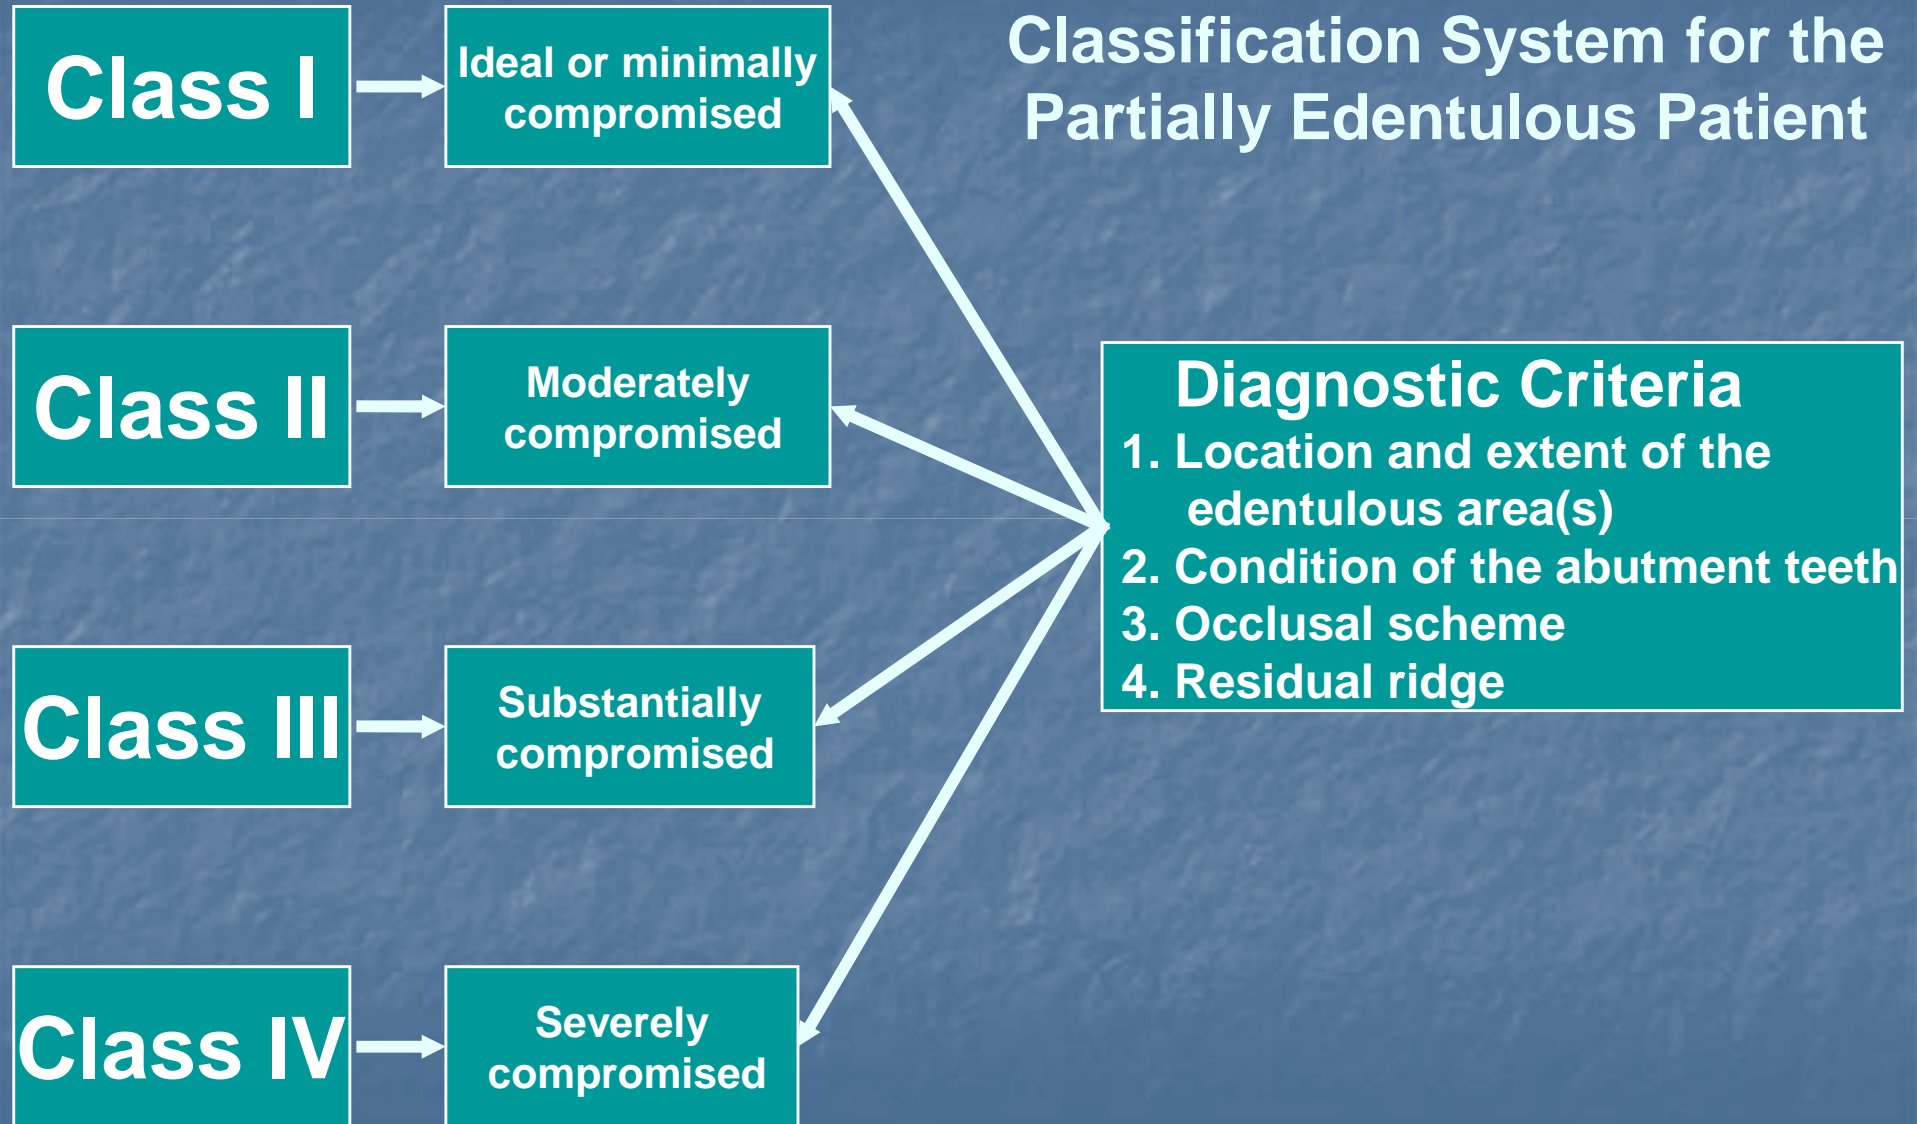 Classification System for the
Partially Edentulous Patient
Class I
Ideal or minimally
compromised
Class II
Moderately
compromised
Class III
Substantially
compromised
Class IV
Severely
compromised
Diagnostic Criteria
1. Location and extent of the
edentulous area(s)
2. Condition of the abutment teeth
3. Occlusal scheme
4. Residual ridge